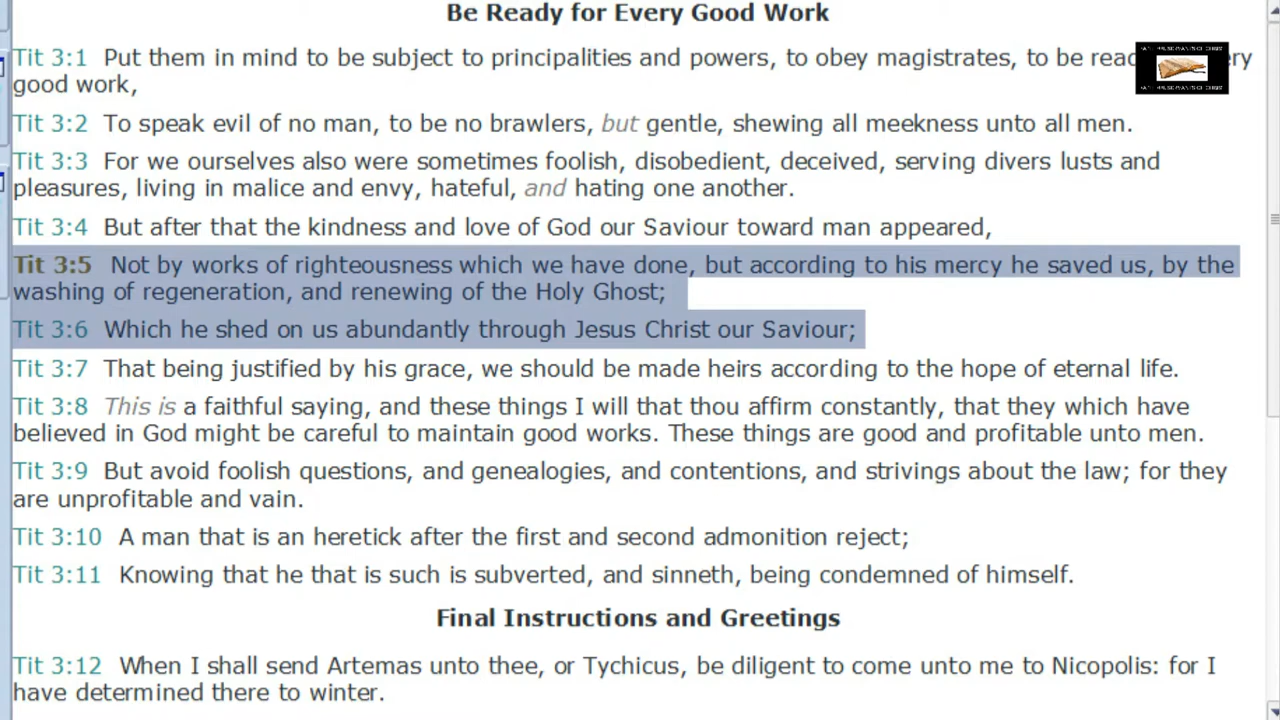 Be Ready for Every Good Work
Tit 3:1 Put them in mind to be subject to principalities and powers, to obey magistrates, to be
good work,
Tit 3:2 To speak evil of no man, to be no brawlers, but gentle, shewing all meekness unto all men.
Tit 3:3 For we ourselves also were sometimes foolish, disobedient, deceived, serving divers lusts and
pleasures, living in malice and envy, hateful, and hating one another.
Tit 3:4 But after that the kindness and love of God our Saviour toward man appeared,
Tit 3:5 Not by works of righteousness which we have done, but according to his mercy he saved us, by the
washing of regeneration, and renewing of the Holy Ghost;
Tit 3:6 Which he shed on us abundantly through Jesus Christ our Saviour;
Tit 3:7 That being justified by his grace, we should be made heirs according to the hope of eternal life.
Tit 3:8 This is a faithful saying, and these things I will that thou affirm constantly, that they which have
believed in God might be careful to maintain good works. These things are good and profitable unto men.
Tit 3:9 But avoid foolish questions, and genealogies, and contentions, and strivings about the law; for they
are unprofitable and vain.
Tit 3:10 A man that is an heretick after the first and second admonition reject;
Tit 3:11 Knowing that he that is such is subverted, and sinneth, being condemned of himself.
Final Instructions and Greetings
Tit 3:12 When I shall send Artemas unto thee, or Tychicus, be diligent to come unto me to Nicopolis: for I
have determined there to winter.